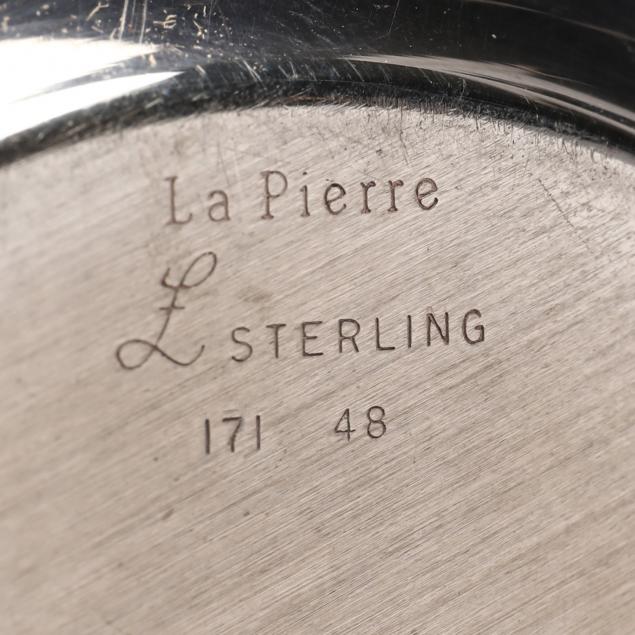 La Pierre
£ STERLING
171 48